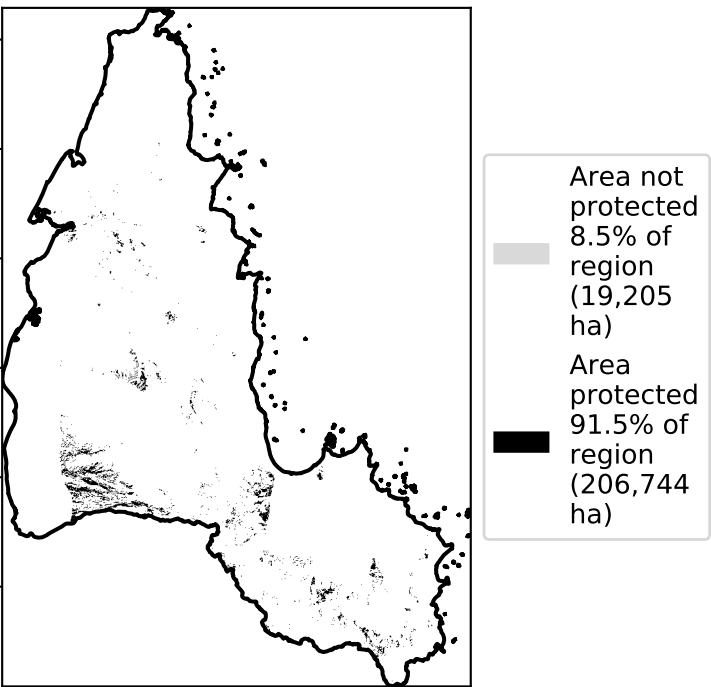 Area not
protected
8.5% of
region
(19,205
ha)
Area
protected
91.5% of
region
(206,744
ha)